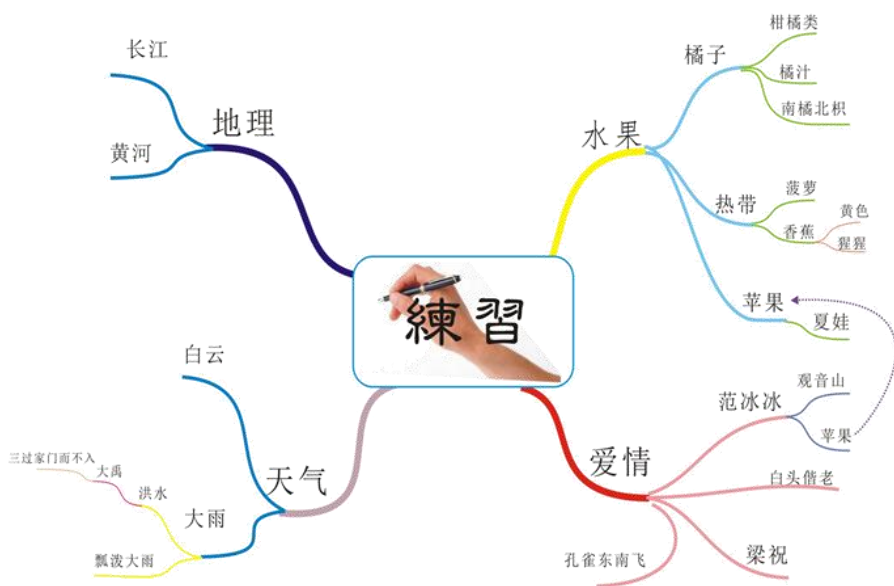 練習
水果
橘子
柑橘类
橘汁
南橘北枳
热带
菠萝
香蕉
黄色
猩猩
苹果
夏娃
爱情
范冰冰
观音山
苹果
白头偕老
梁祝
孔雀东南飞
天气
白云
大雨
洪水
大禹
三过家门而不入
瓢泼大雨
地理
长江
黄河